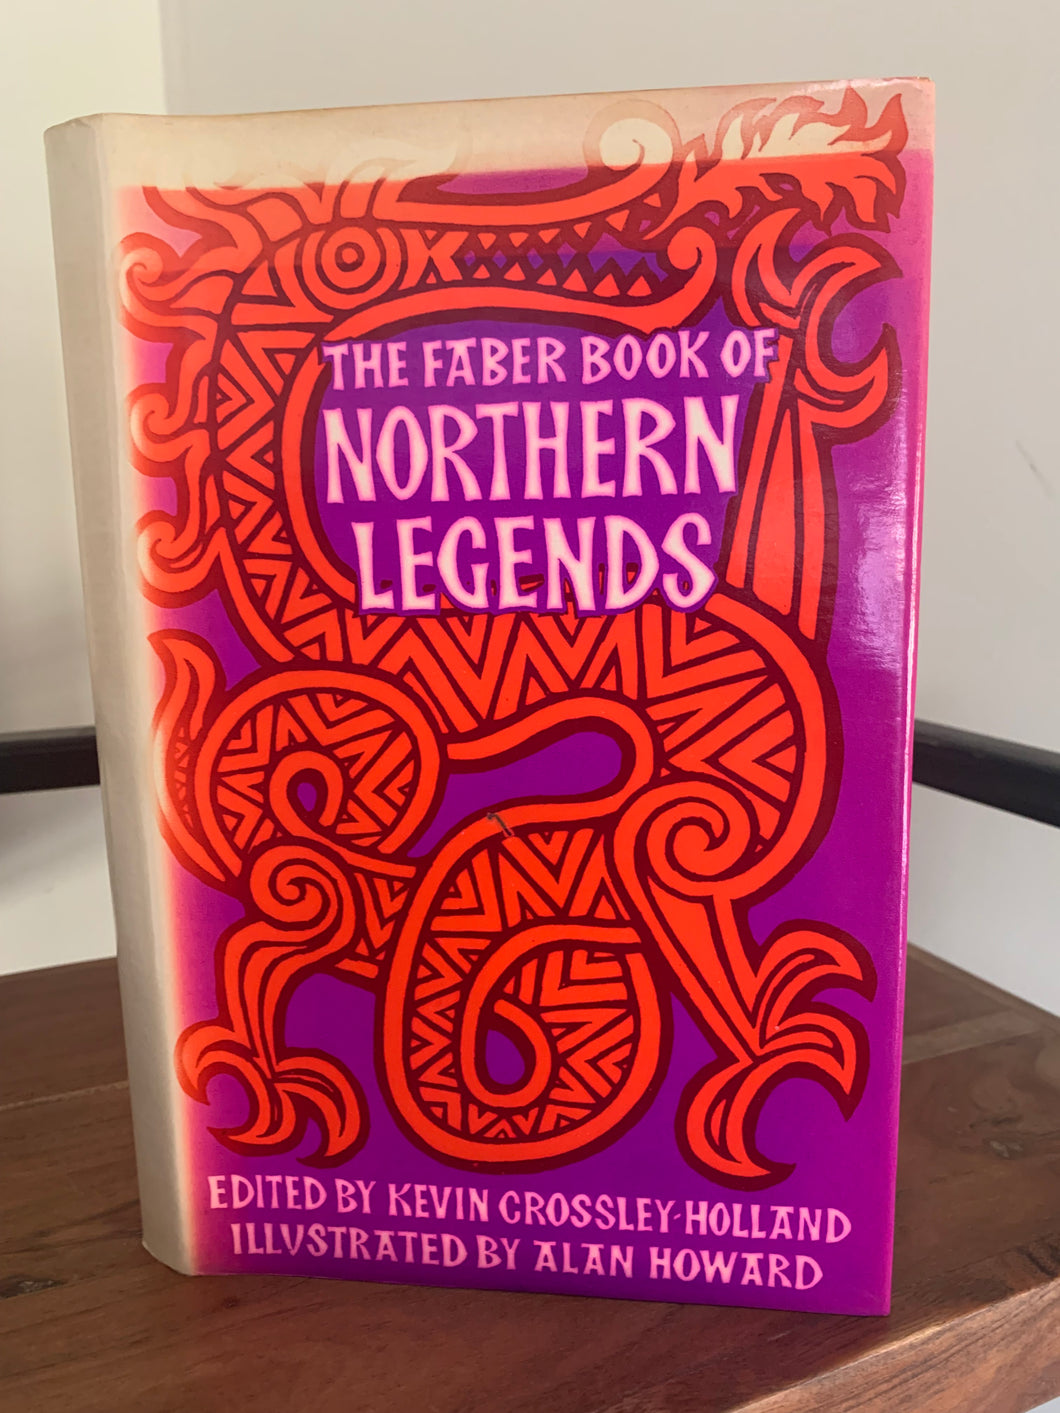 THE FABER BOOK OF
NORTHERN
LEGENDS
EDITED BY KEVIN CROSSLEY-HOLLAND
ILLUSTRATED BY ALAN HOWARD